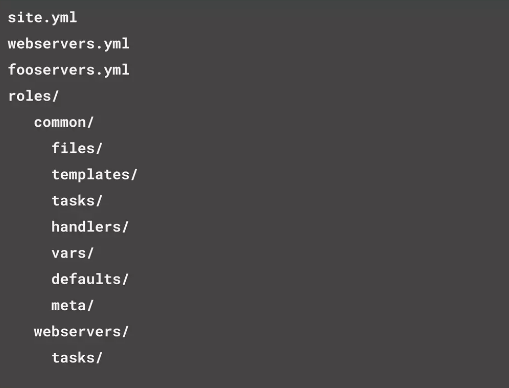 site.yml
webservers.yml
fooservers.yml
roles/
   common/
     files/
     templates/
     tasks/
     handlers/
     vars/
     defaults/
     meta/
   webservers/
     tasks/